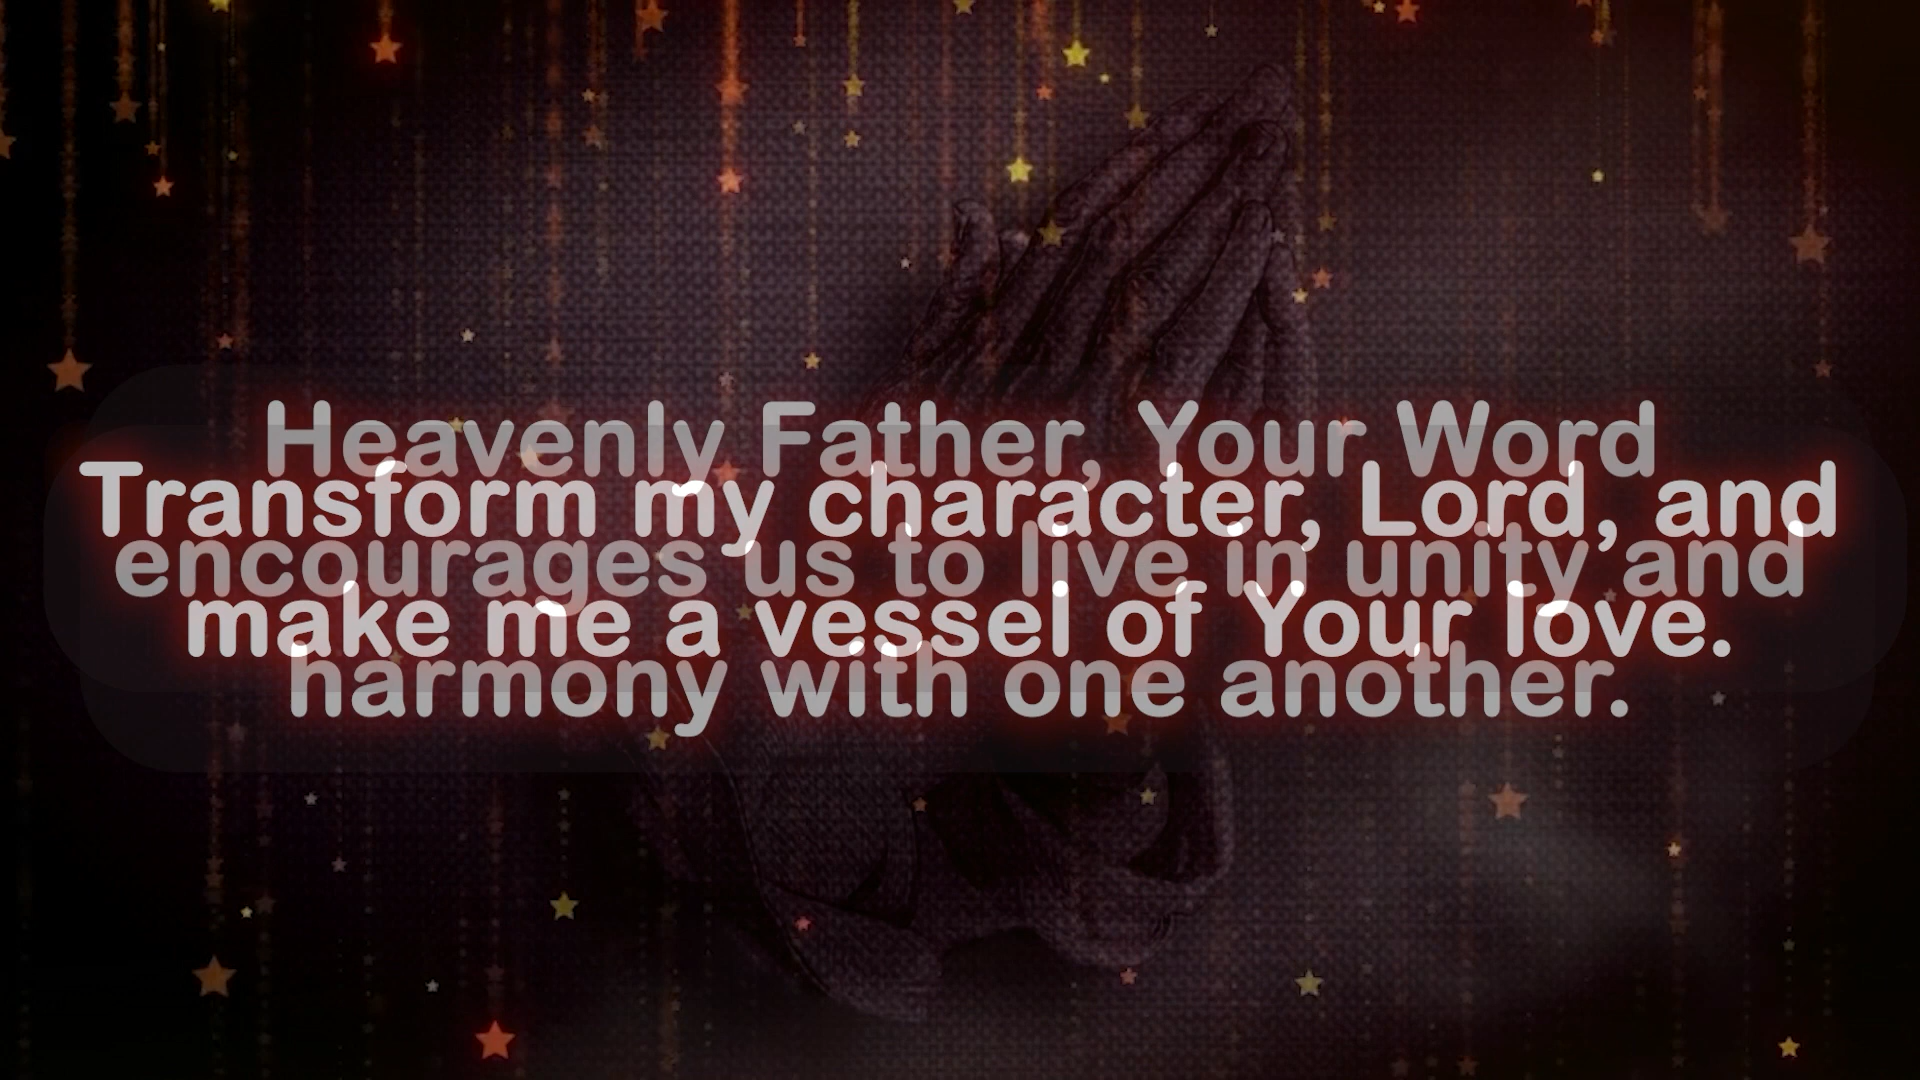 Heavenly Father, Your Word
encourages us to live in unity and
harmony with one another.
Transform my character, Lord, and
make me a vessel of Your love.